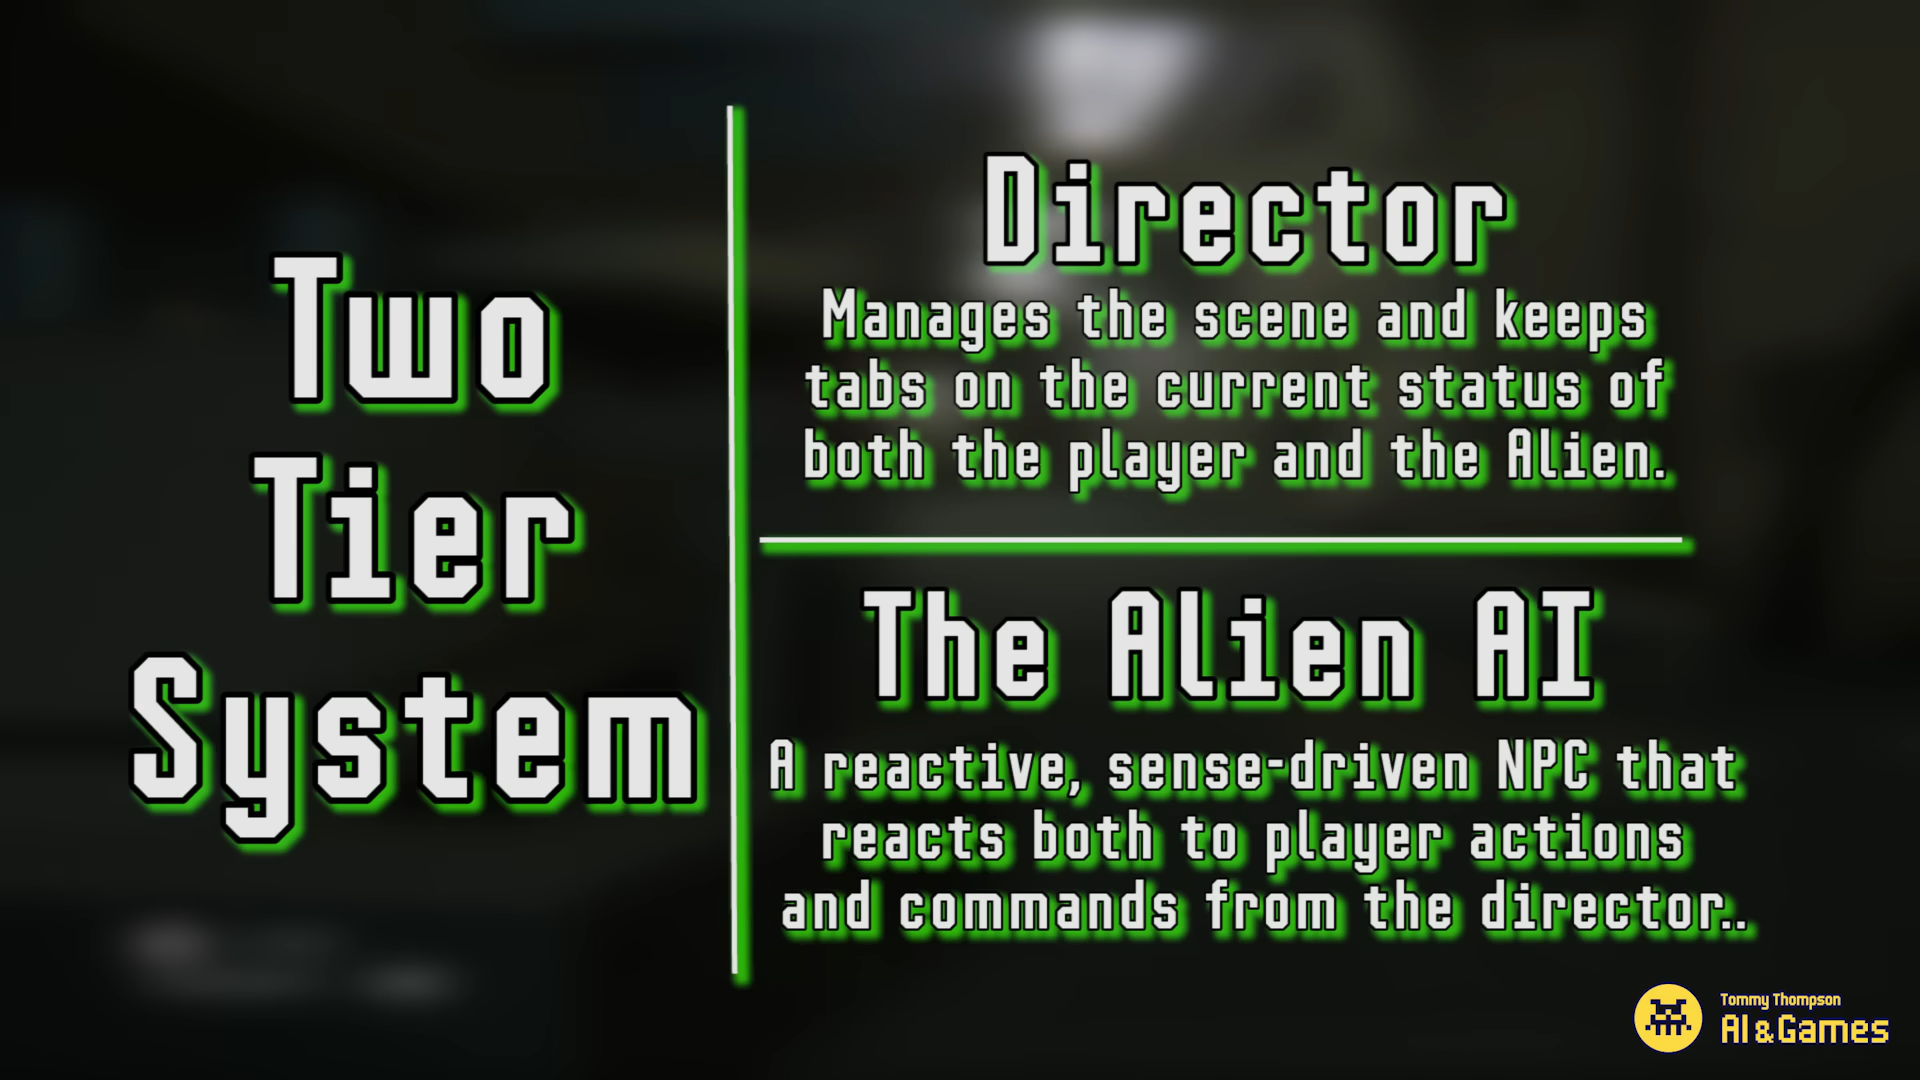 Two
Tier
System
Director
Manages the scene and keeps
tabs on the current status of
both the player and the Alien.
The Alien AI
A reactive, sense-driven NPC that
reacts both to player actions
and commands from the director..
Tommy Thompson
AI & Games